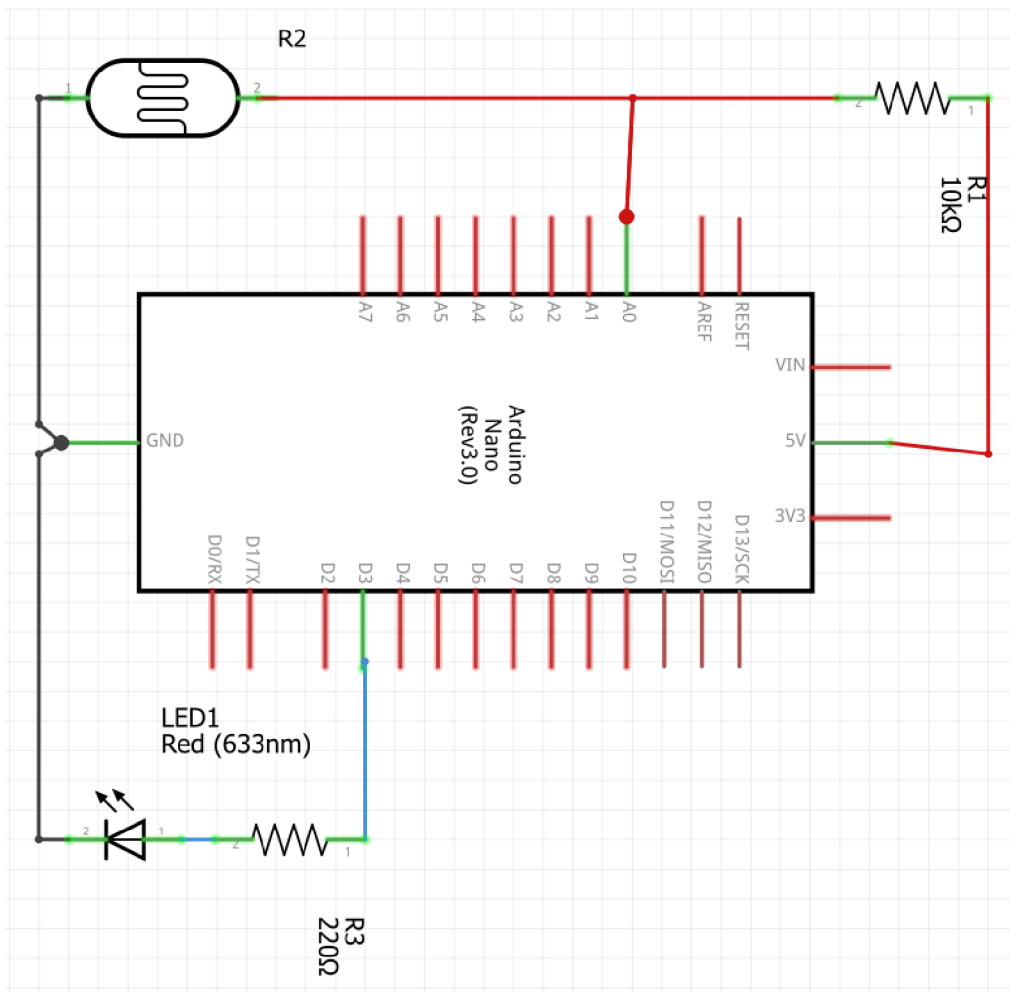 R2
1
2
2
1
R1
10kΩ
A7
A6
A5
A4
A3
A2
A1
A0
AREF
RESET
VIN
GND
Arduino
Nano
(Rev3.0)
5V
3V3
D0/RX
D1/TX
D2
D3
D4
D5
D6
D7
D8
D9
D10
D11/MOSI
D12/MISO
D13/SCK
LED1
Red (633nm)
2
1
2
1
R3
220Ω